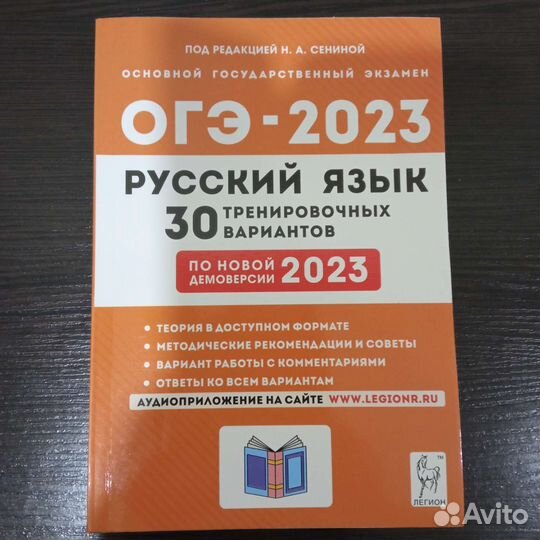 ПОД РЕДАКЦИЕЙ Н. А. СЕНИНОЙ
ОСНОВНОЙ ГОСУДАРСТВЕННЫЙ ЭКЗАМЕН
ОГЭ - 2023
РУССКИЙ ЯЗЫК
30 ТРЕНИРОВОЧНЫХ
ВАРИАНТОВ
ПО НОВОЙ
ДЕМОВЕРСИИ 2023
• ТЕОРИЯ В ДОСТУПНОМ ФОРМАТЕ
• МЕТОДИЧЕСКИЕ РЕКОМЕНДАЦИИ И СОВЕТЫ
• ВАРИАНТ РАБОТЫ С КОММЕНТАРИЯМИ
• ОТВЕТЫ КО ВСЕМ ВАРИАНТАМ
АУДИОПРИЛОЖЕНИЕ НА САЙТЕ WWW.LEGIONR.RU
TM
ЛЕГИОН
Avito